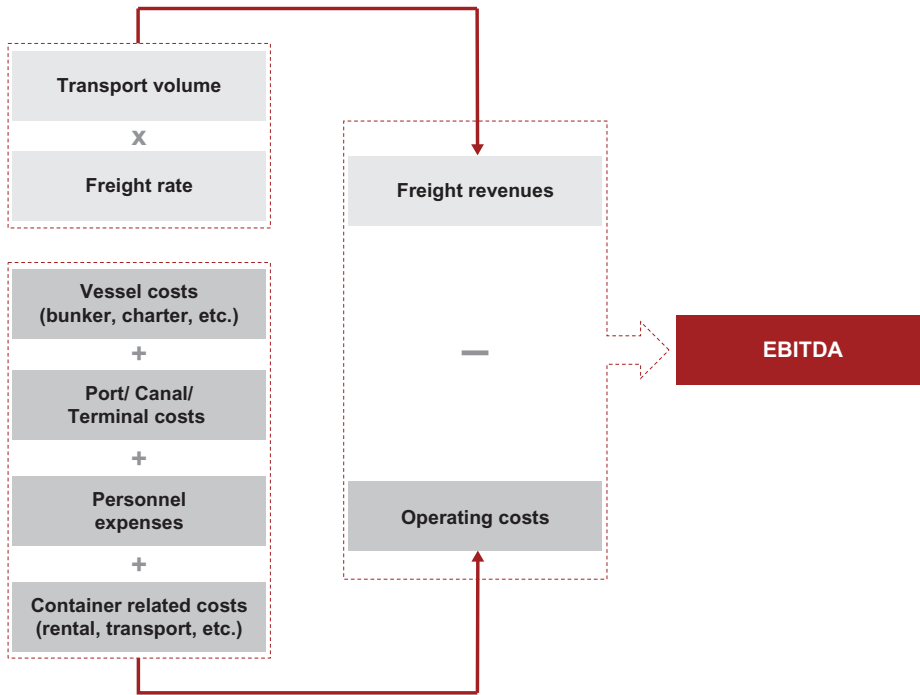 Transport volume
x
Freight rate
Vessel costs
(bunker, charter, etc.)
+
Port/ Canal/
Terminal costs
+
Personnel
expenses
+
Container related costs
(rental, transport, etc.)
Freight revenues
–
Operating costs
EBITDA